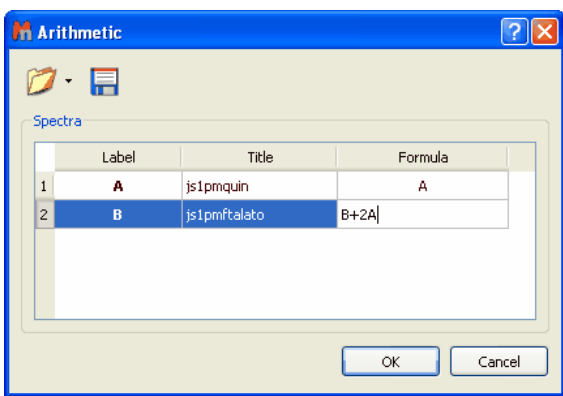 Arithmetic
Spectra
Label Title Formula
1 A js1pmquin A
2 B js1pmftalato B+2A
OK Cancel